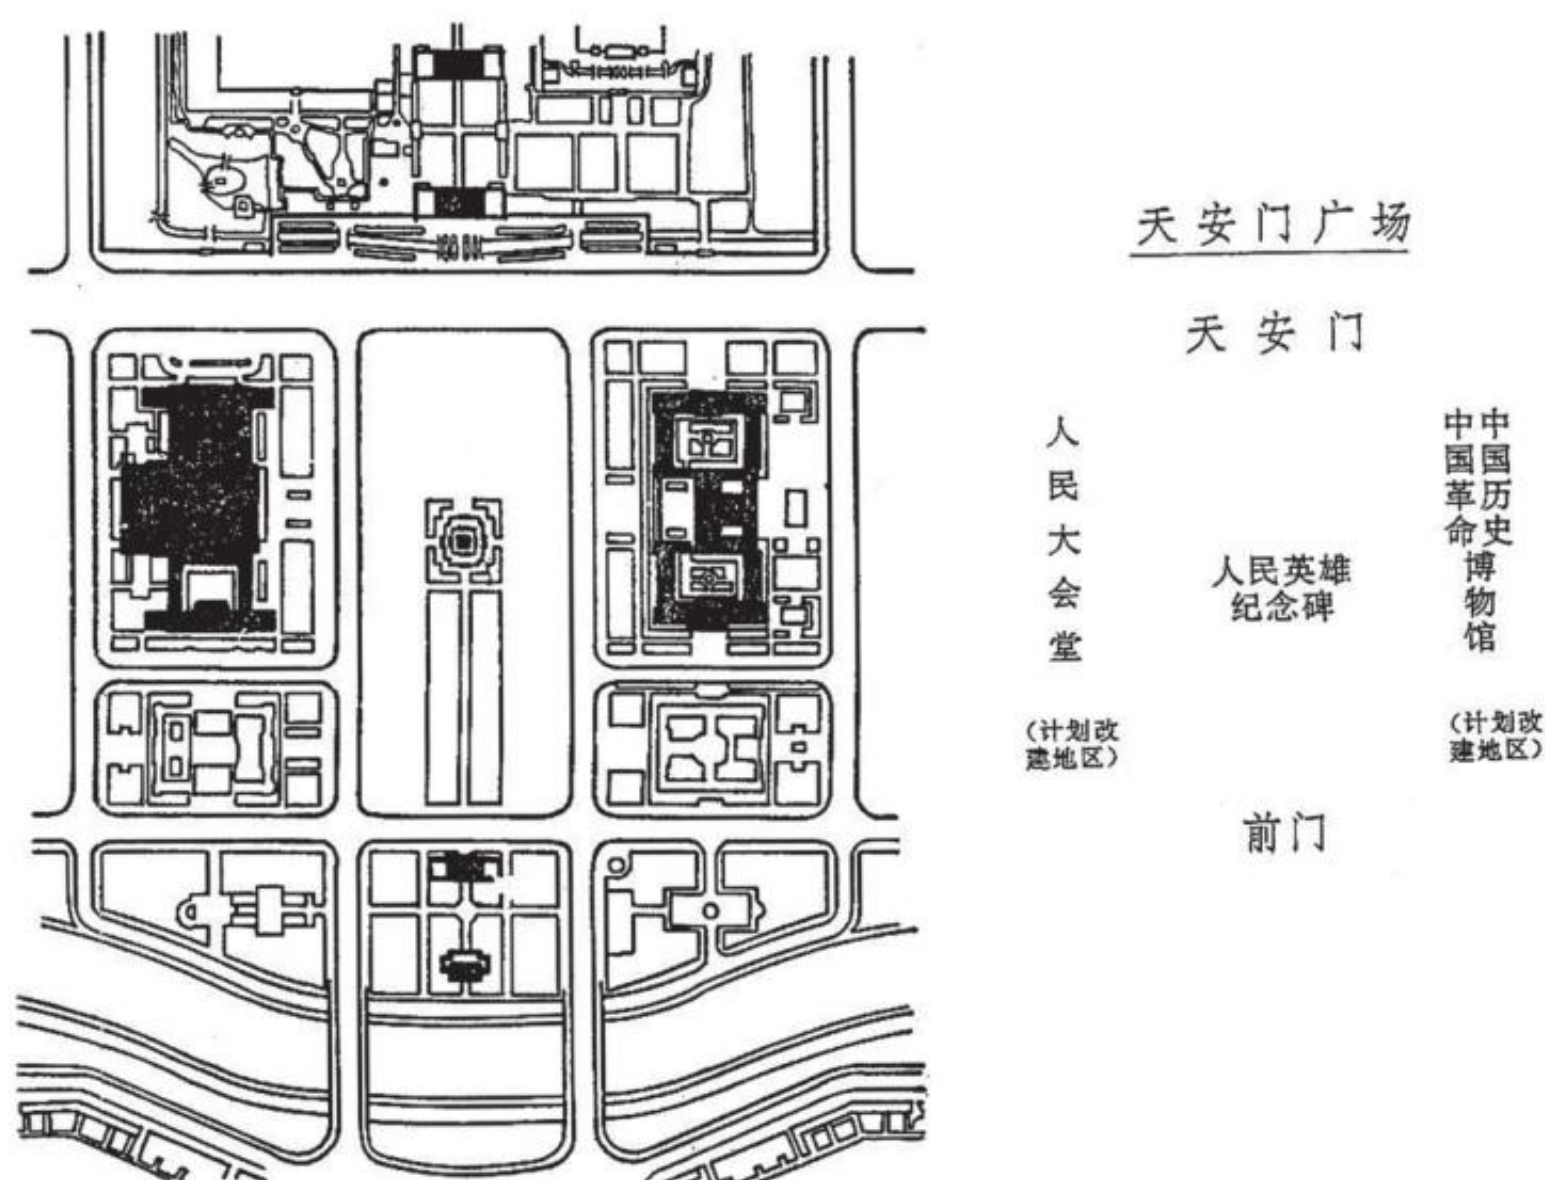 天安门广场
天安门
人民大会堂
人民英雄
纪念碑
中国历史
中国革命
博物馆
(计划改
建地区)
(计划改
建地区)
前门